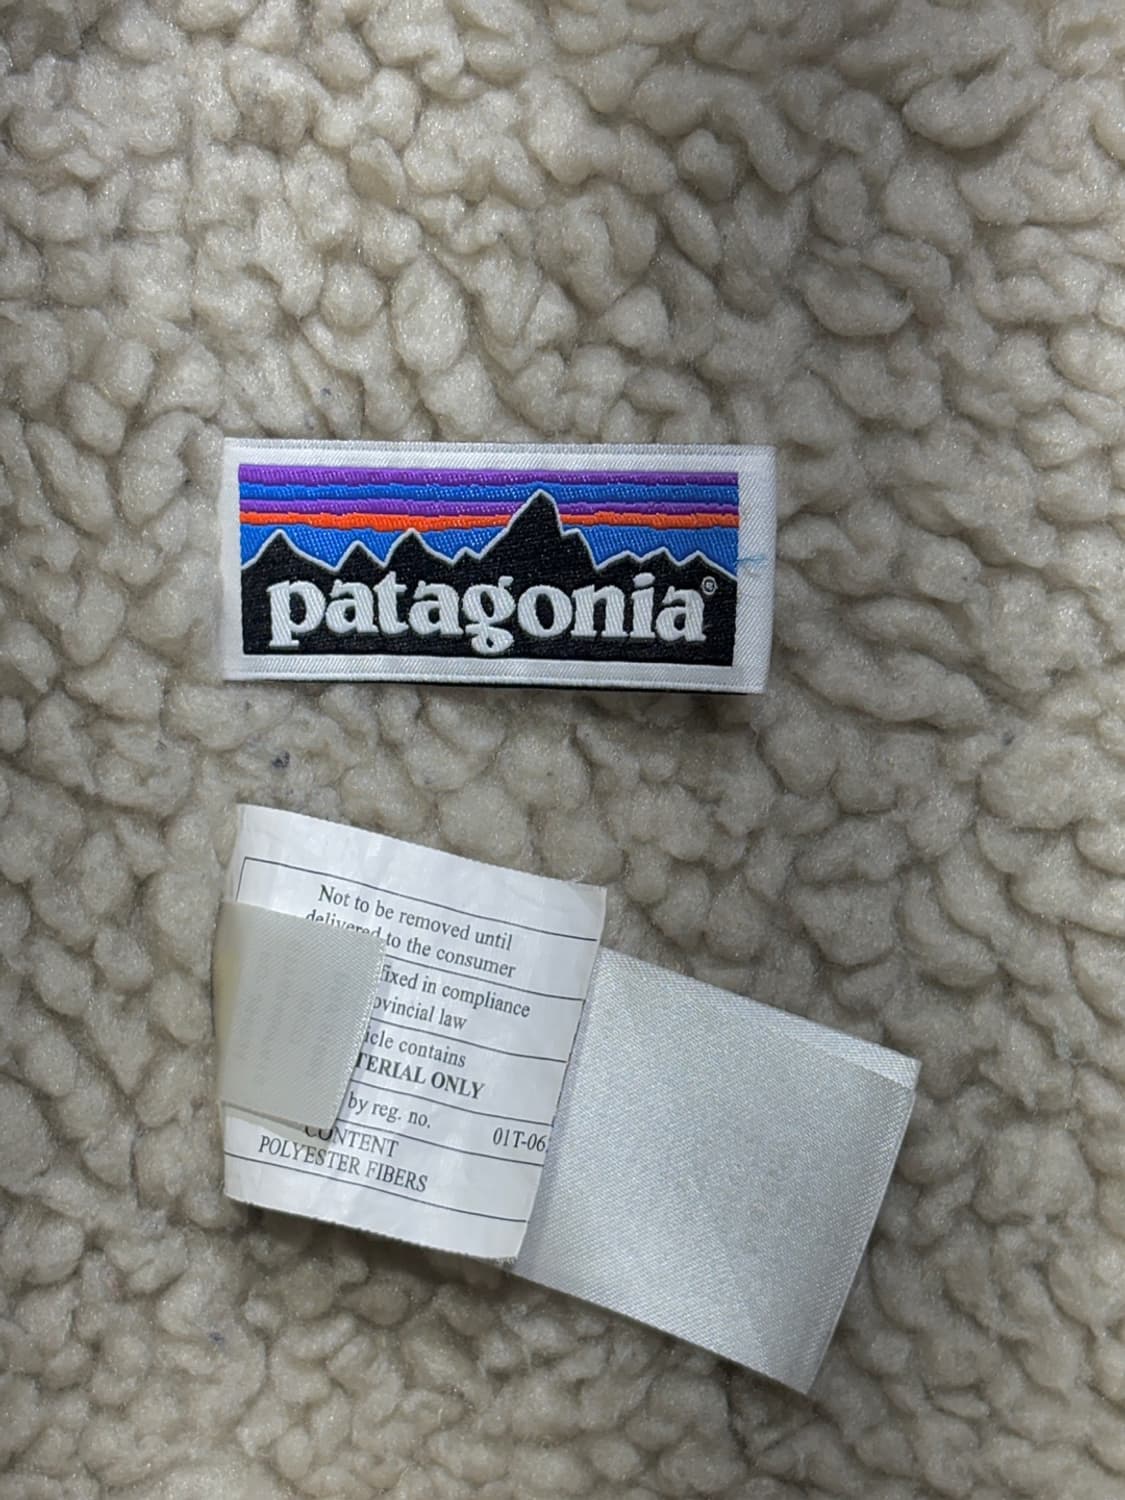 patagonia®
Not to be removed until
delivered to the consumer
fixed in compliance
ovincial law
icle contains
TERIAL ONLY
by reg. no. 01T-06
CONTENT
POLYESTER FIBERS